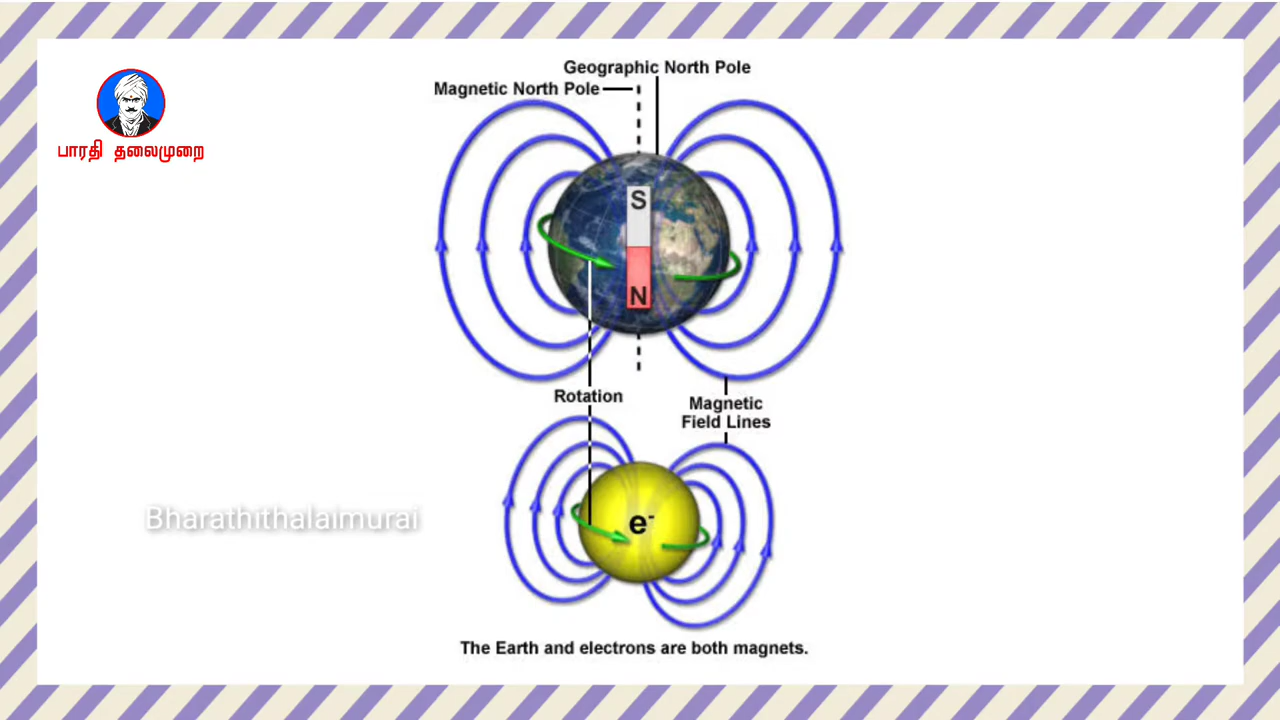 Geographic North Pole
Magnetic North Pole
பாரதி தலைமுறை
S
N
Rotation
Magnetic
Field Lines
Bharathithalaimurai
e-
The Earth and electrons are both magnets.